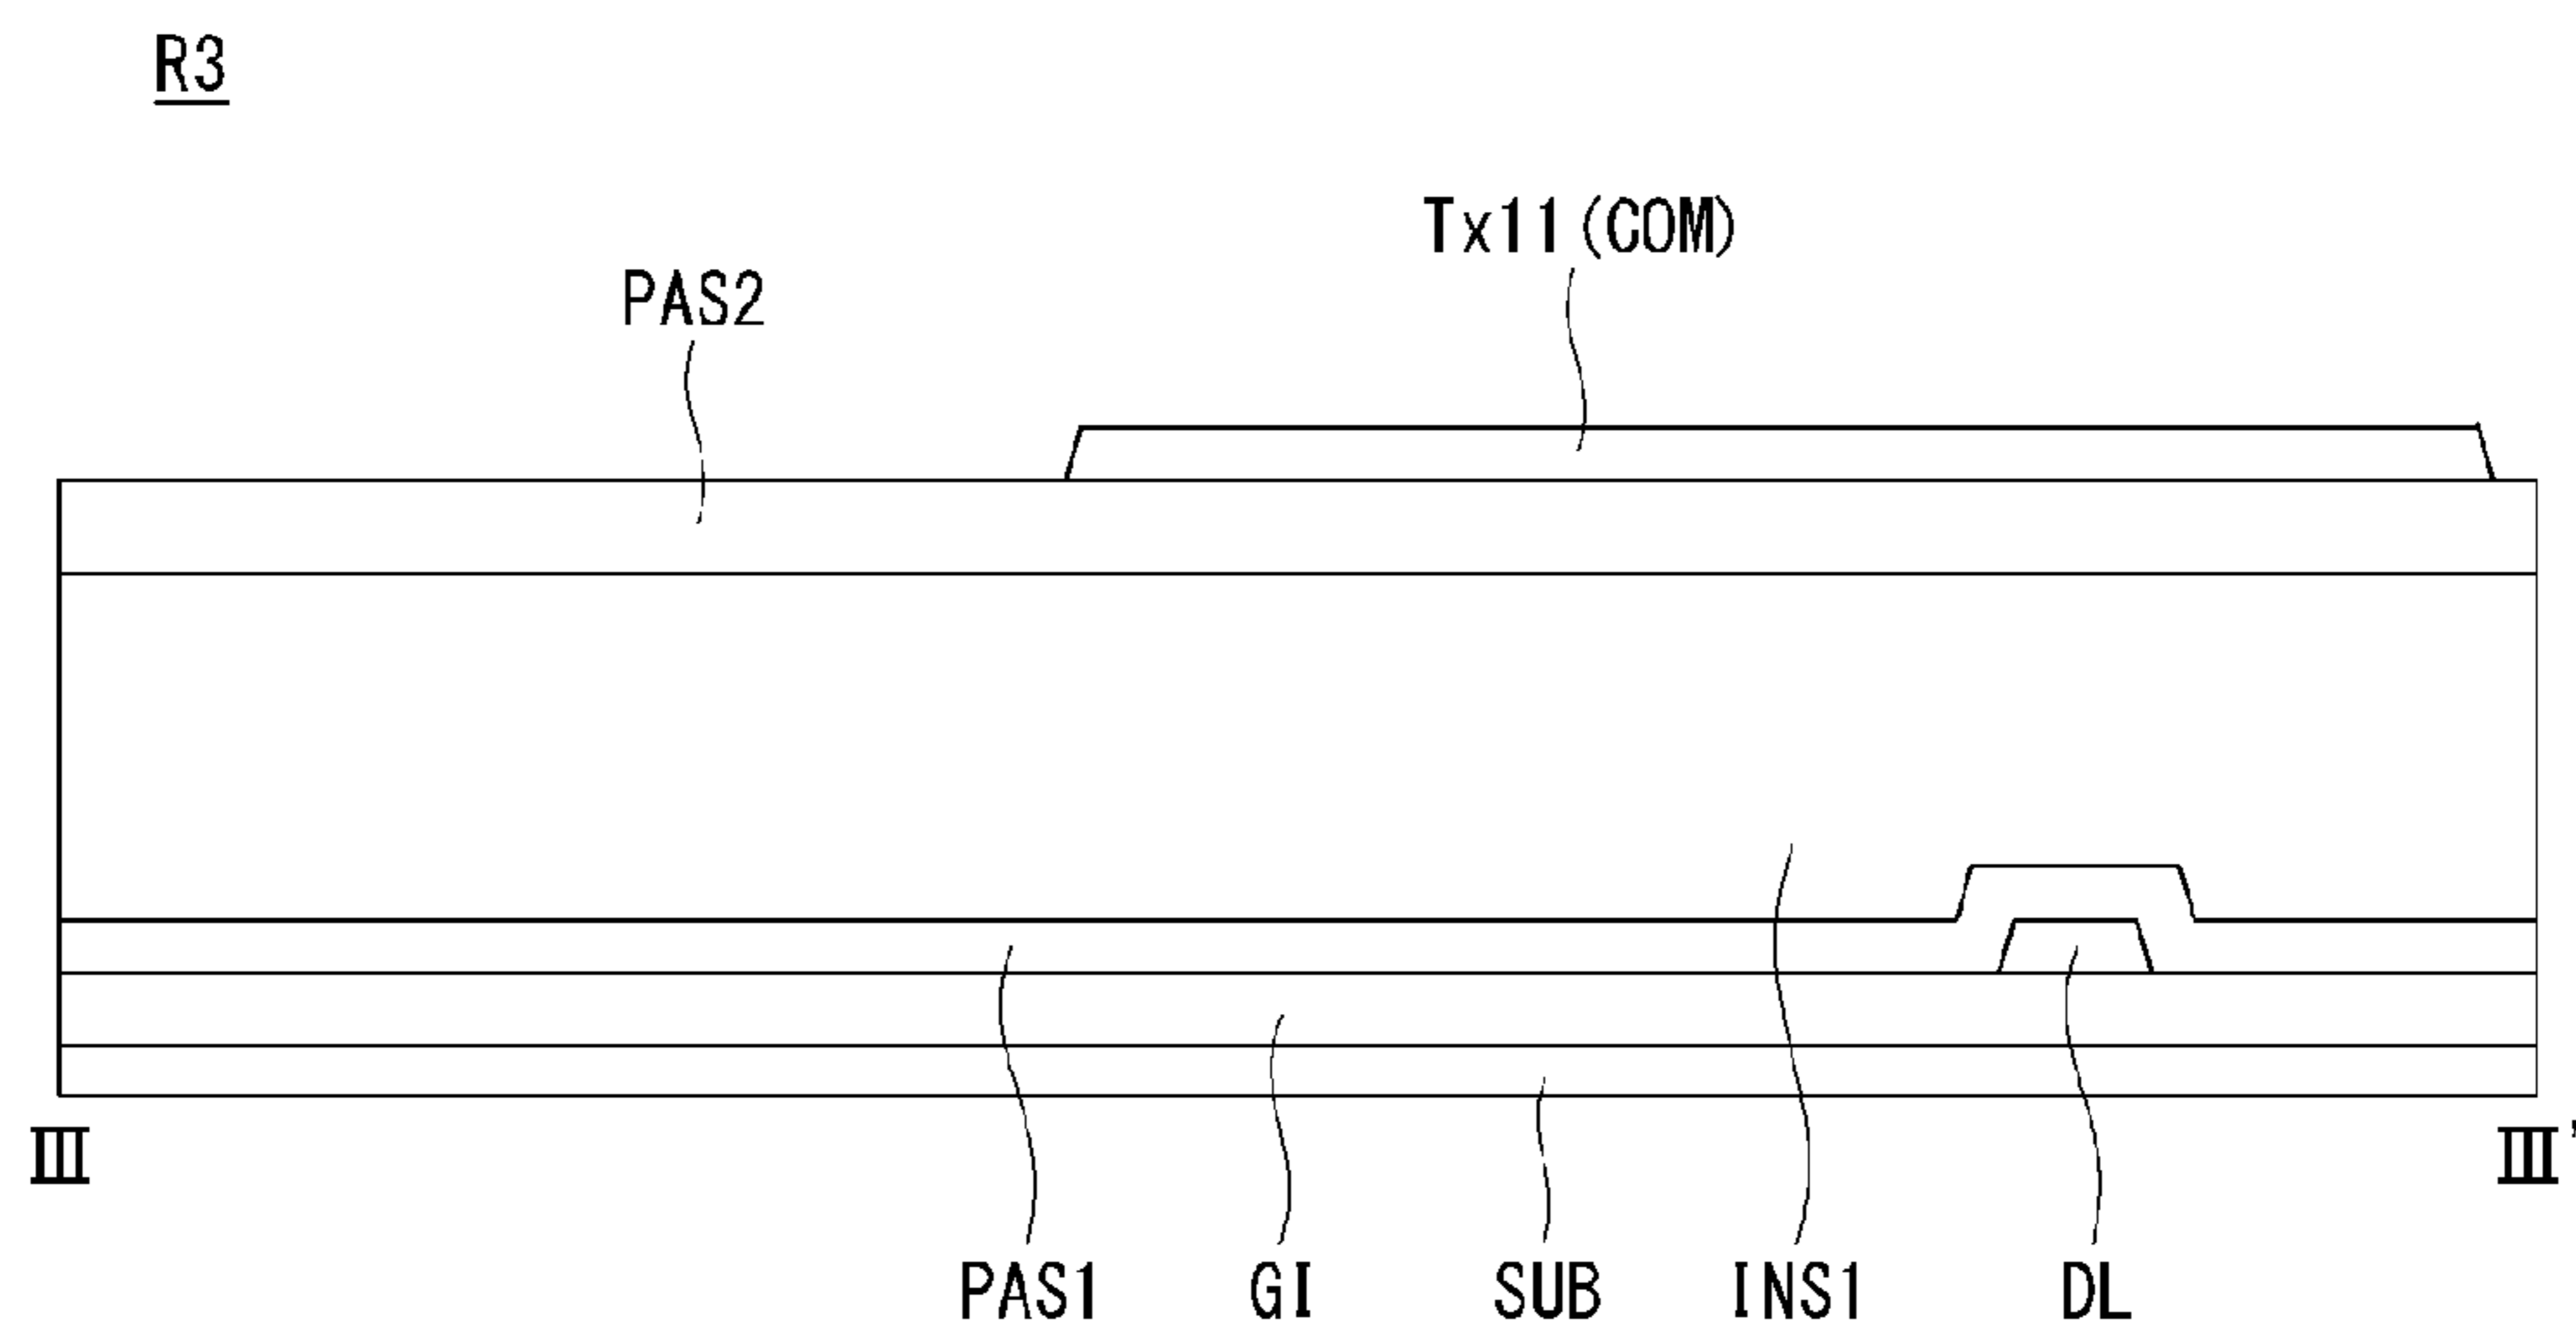 R3
Tx11(COM)
PAS2
Ⅲ
Ⅲ'
PAS1 GI SUB INS1 DL